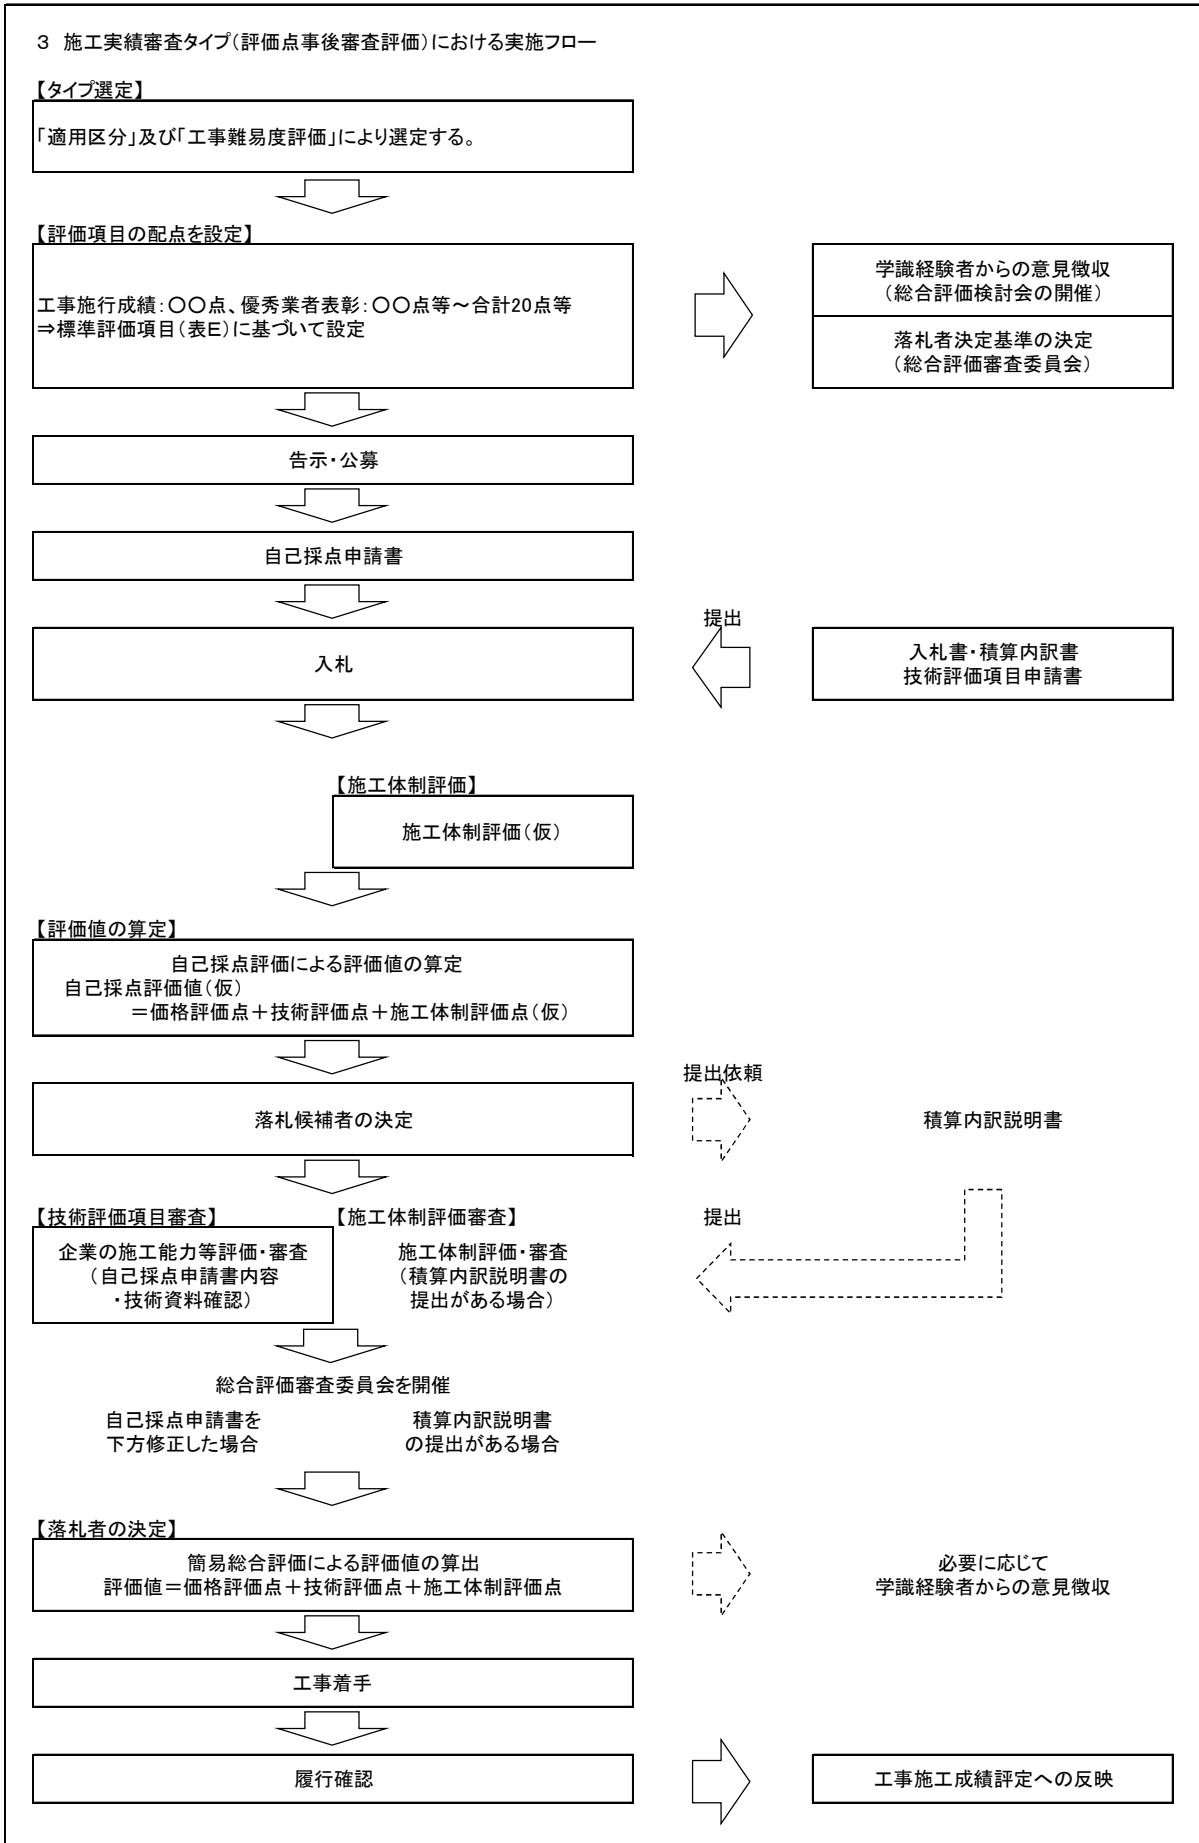 ３　施工実績審査タイプ（評価点事後審査評価）における実施フロー
【タイプ選定】
「適用区分」及び「工事難易度評価」により選定する。
【評価項目の配点を設定】
工事施行成績：〇〇点、優秀業者表彰：〇〇点等～合計20点等
⇒標準評価項目（表Ｅ）に基づいて設定
学識経験者からの意見徴収
（総合評価検討会の開催）
落札者決定基準の決定
（総合評価審査委員会）
告示・公募
自己採点申請書
入札
提出
入札書・積算内訳書
技術評価項目申請書
【施工体制評価】
施工体制評価（仮）
【評価値の算定】
自己採点評価による評価値の算定
自己採点評価値（仮）
＝価格評価点＋技術評価点＋施工体制評価点（仮）
落札候補者の決定
提出依頼
積算内訳説明書
【技術評価項目審査】
企業の施工能力等評価・審査
（自己採点申請書内容
・技術資料確認）
【施工体制評価審査】
施工体制評価・審査
（積算内訳説明書の
提出がある場合）
提出
総合評価審査委員会を開催
自己採点申請書を
下方修正した場合
積算内訳説明書
の提出がある場合
【落札者の決定】
簡易総合評価による評価値の算出
評価値＝価格評価点＋技術評価点＋施工体制評価点
必要に応じて
学識経験者からの意見徴収
工事着手
履行確認
工事施工成績評定への反映